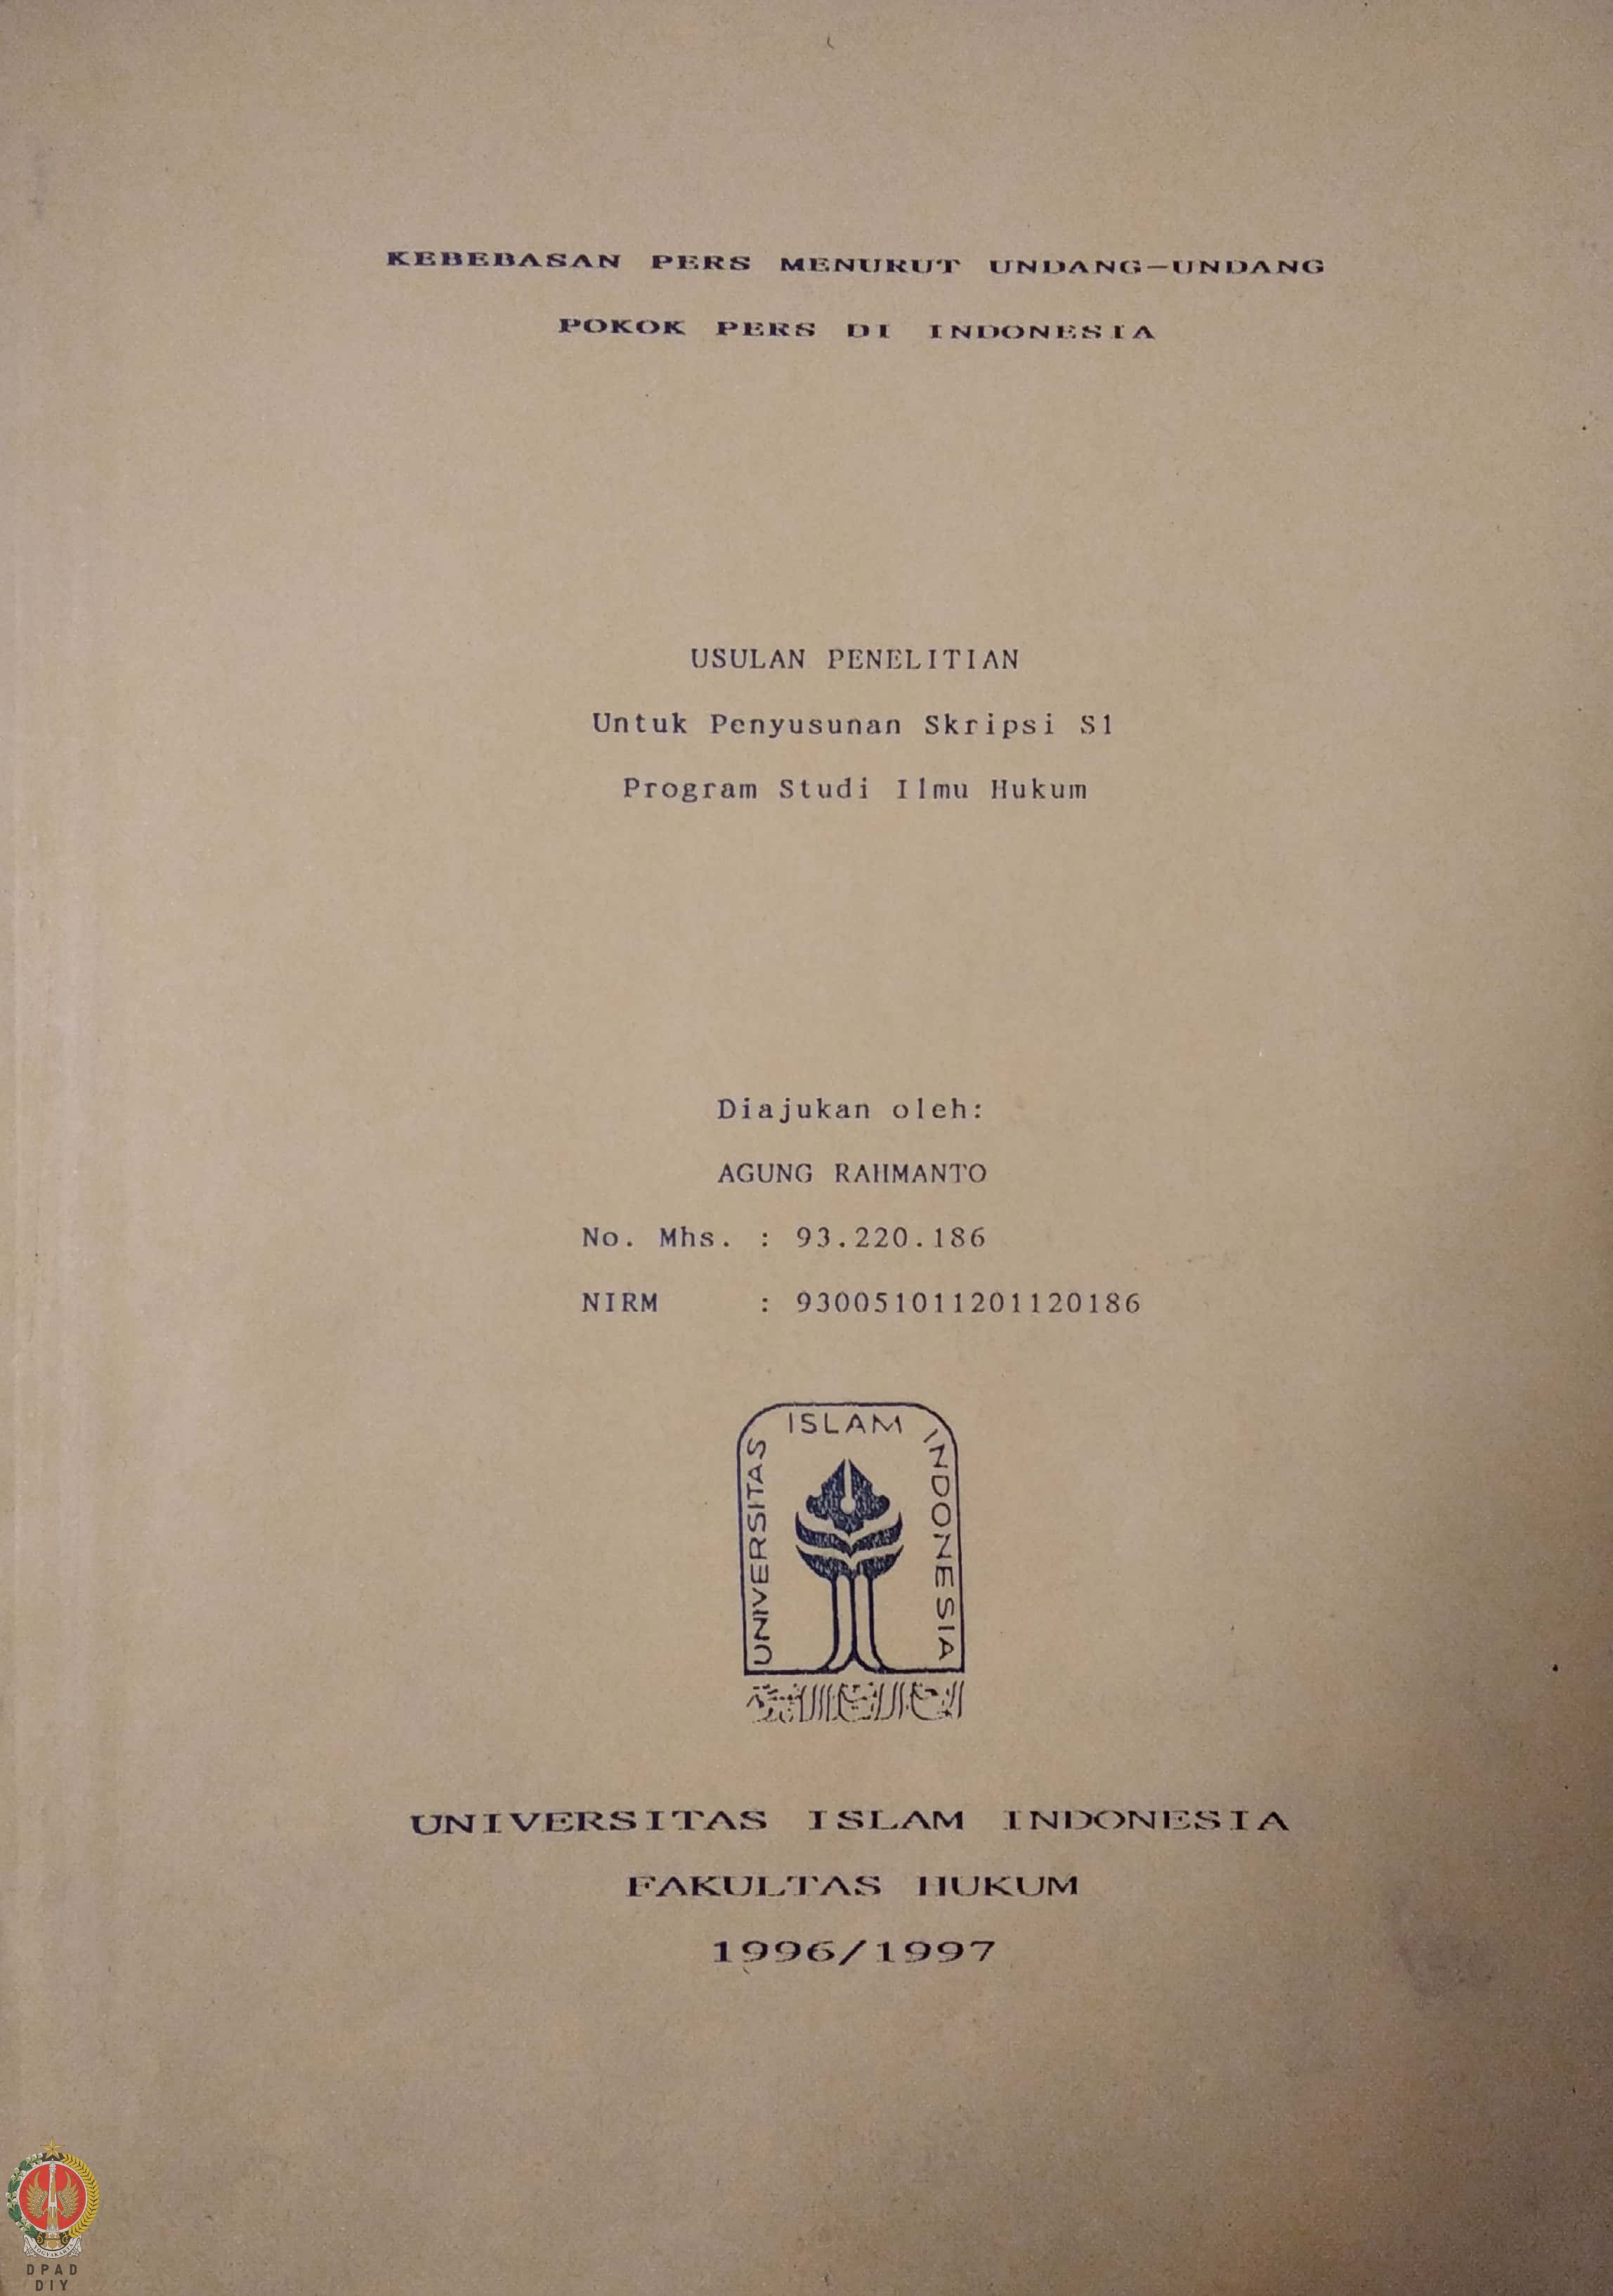 KEBEBASAN PERS MENURUT UNDANG-UNDANG
POKOK PERS DI INDONESIA
USULAN PENELITIAN
Untuk Penyusunan Skripsi S1
Program Studi Ilmu Hukum
Diajukan oleh:
AGUNG RAHMANTO
No. Mhs. : 93.220.186
NIRM : 930051011201120186
UNIVERSITAS ISLAM INDONESIA
UNIVERSITAS ISLAM INDONESIA
FAKULTAS HUKUM
1996/1997
YOGYAKARTA
DPAD
DIY